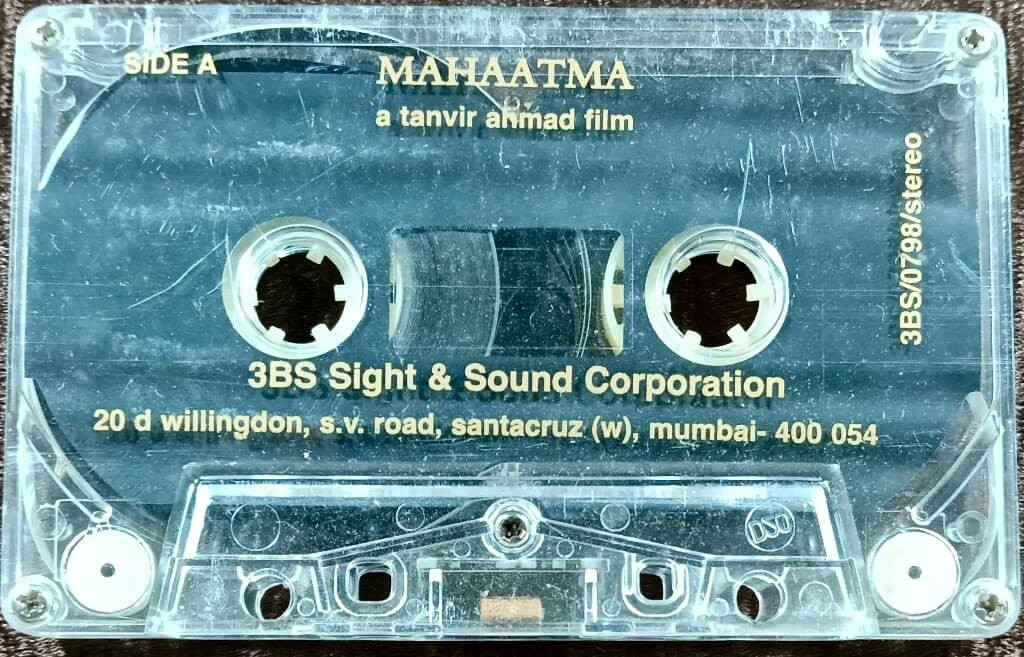 SIDE A
MAHAATMA
a tanvir ahmad film
3BS/0798/stereo
3BS Sight & Sound Corporation
20 d willingdon, s.v. road, santacruz (w), mumbai- 400 054